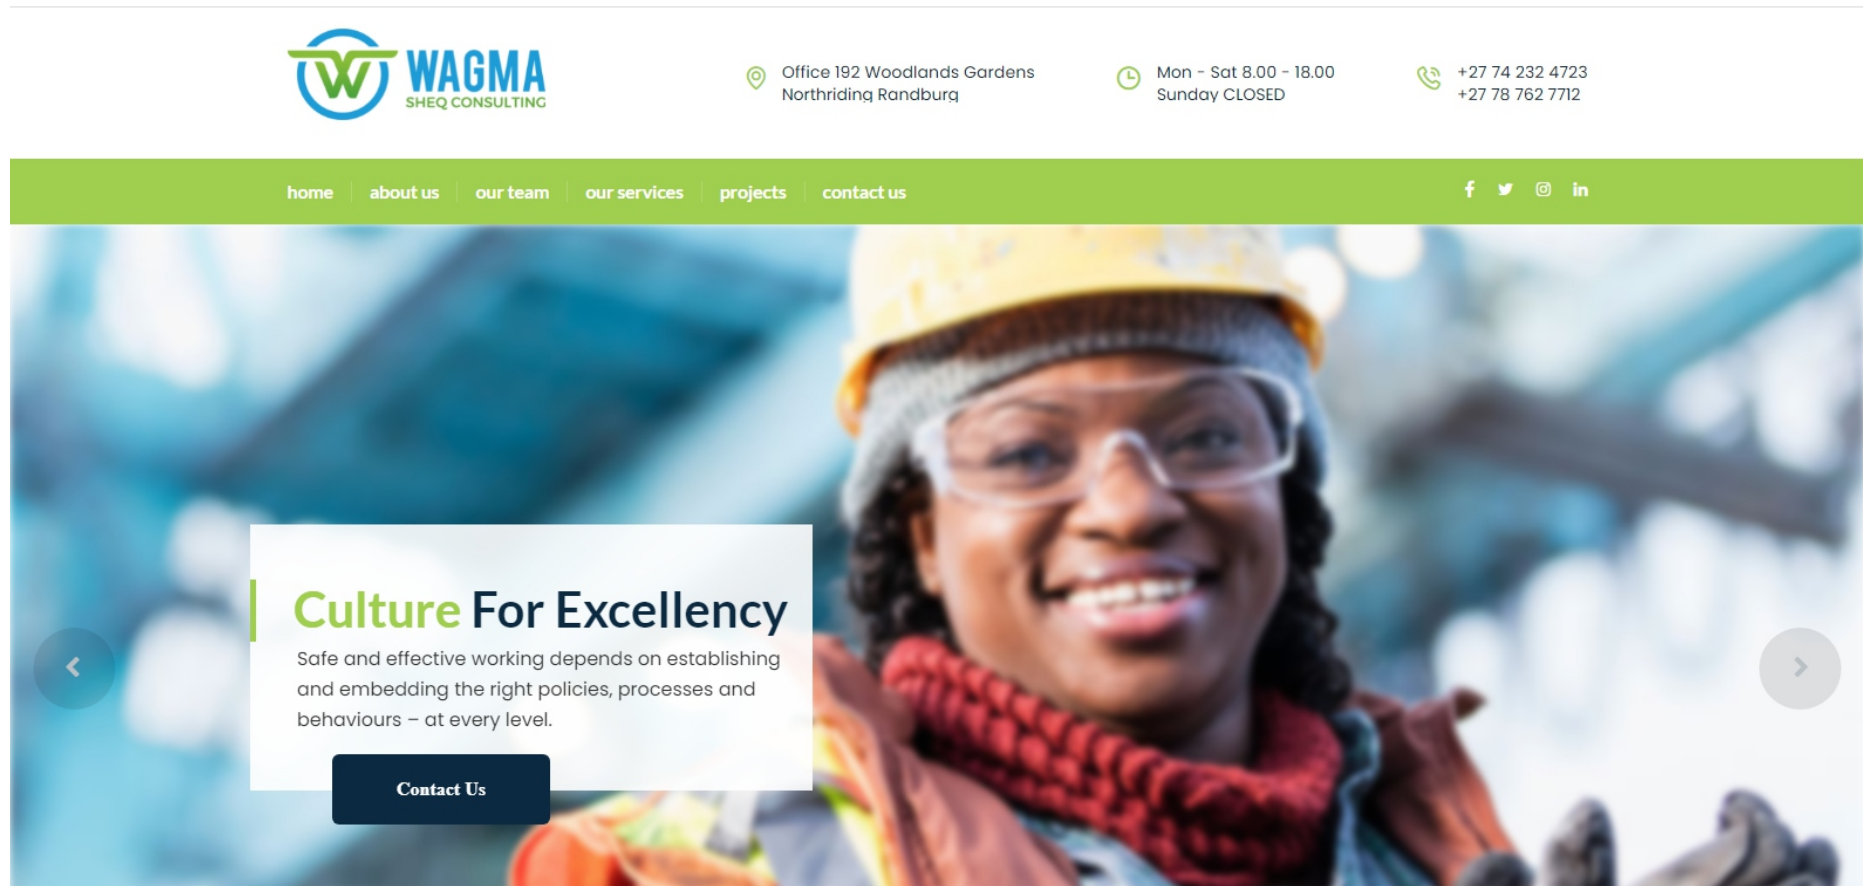 WAGMA
SHEQ CONSULTING
Office 192 Woodlands Gardens
Northriding Randburg
Mon - Sat 8.00 - 18.00
Sunday CLOSED
+27 74 232 4723
+27 78 762 7712
home
about us
our team
our services
projects
contact us
Culture For Excellency
Safe and effective working depends on establishing
and embedding the right policies, processes and
behaviours – at every level.
Contact Us